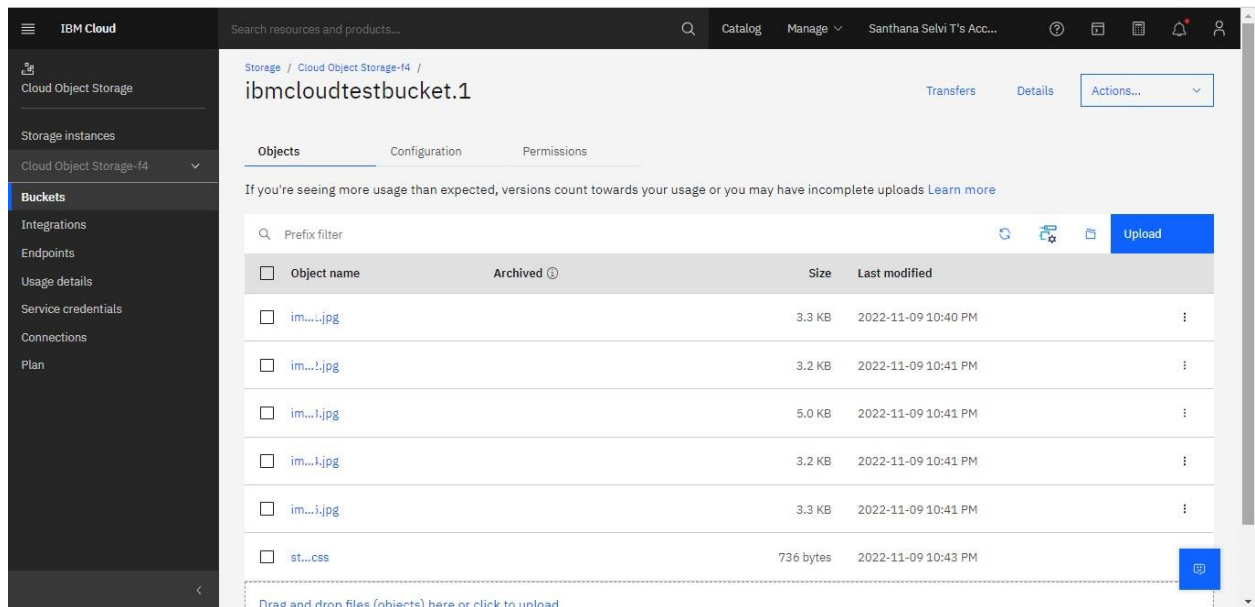 IBM Cloud
Search resources and products...
Catalog
Manage
Santhana Selvi T's Acc...
Cloud Object Storage
Storage instances
Cloud Object Storage-f4
Buckets
Integrations
Endpoints
Usage details
Service credentials
Connections
Plan
Storage / Cloud Object Storage-f4 /
ibmcloudtestbucket.1
Transfers
Details
Actions...
Objects
Configuration
Permissions
If you're seeing more usage than expected, versions count towards your usage or you may have incomplete uploads Learn more
Prefix filter
Upload
Object name Archived Size Last modified
3.3 KB 2022-11-09 10:40 PM
3.2 KB 2022-11-09 10:41 PM
5.0 KB 2022-11-09 10:41 PM
3.2 KB 2022-11-09 10:41 PM
3.3 KB 2022-11-09 10:41 PM
st...css 736 bytes 2022-11-09 10:43 PM
Drag and drop files (objects) here or click to upload